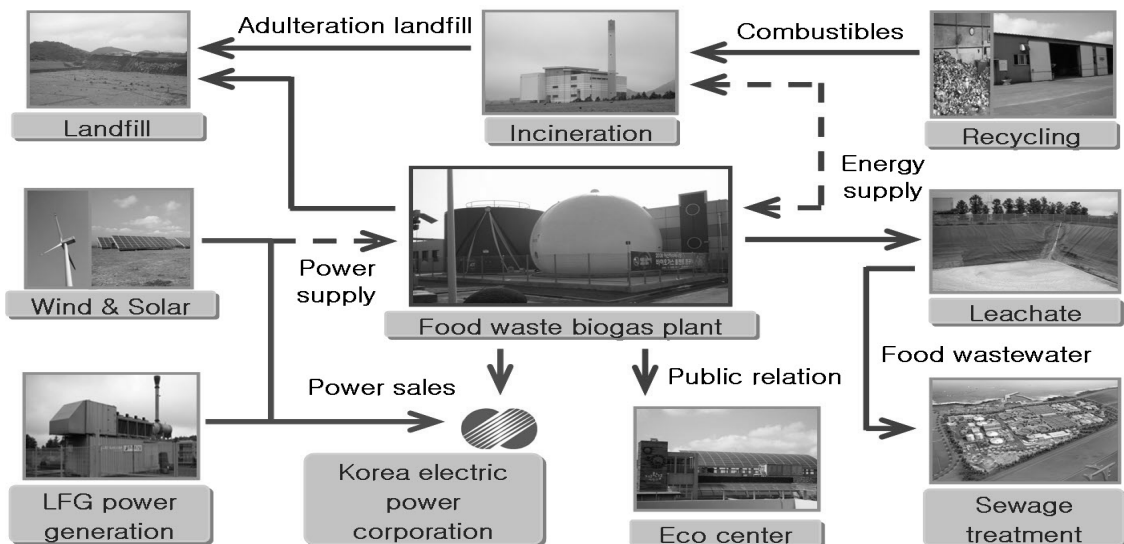 Adulteration landfill
Combustibles
Landfill
Incineration
Recycling
Energy
supply
Power
supply
Wind & Solar
Food waste biogas plant
Leachate
Food wastewater
Power sales
Public relation
LFG power
generation
Korea electric
power
corporation
Eco center
Sewage
treatment